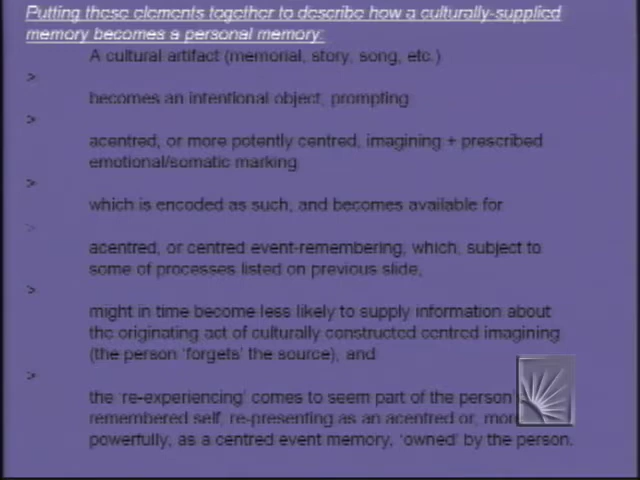 Putting these elements together to describe how a culturally-supplied
memory becomes a personal memory:
A cultural artifact (memorial, story, song, etc.)
>
becomes an intentional object, prompting
>
acentred, or more potently centred, imagining + prescribed
emotional/somatic marking
>
which is encoded as such, and becomes available for
>
acentred, or centred event-remembering, which, subject to
some of processes listed on previous slide,
>
might in time become less likely to supply information about
the originating act of culturally constructed centred imagining
(the person 'forgets' the source), and
>
the 're-experiencing' comes to seem part of the person's
remembered self, re-presenting as an acentred or, more
powerfully, as a centred event memory, 'owned' by the person.